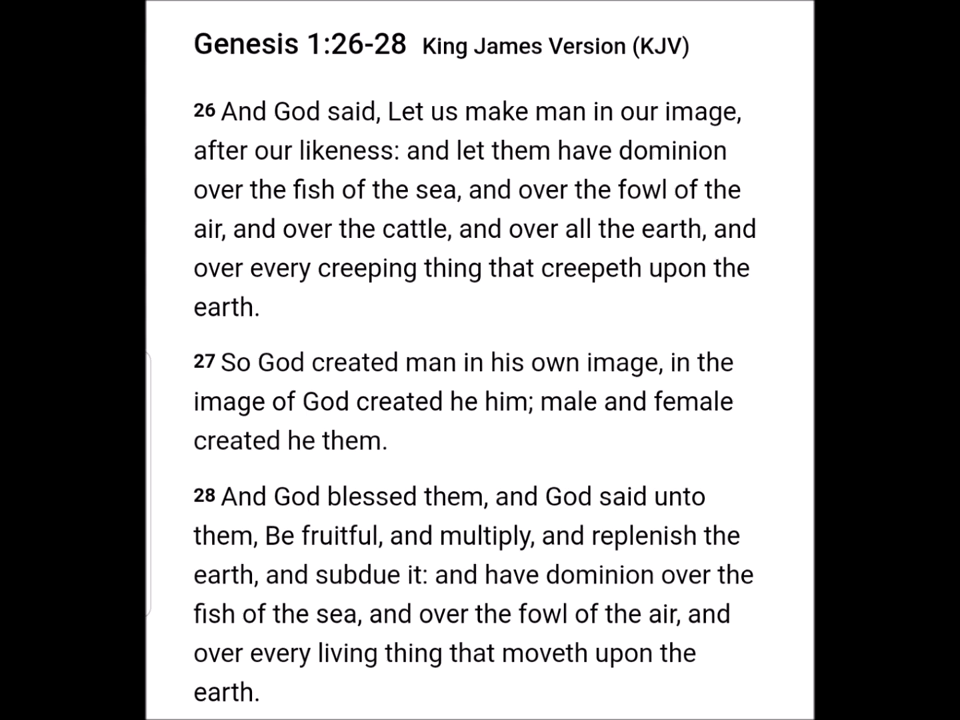 Genesis 1:26-28 King James Version (KJV)
26 And God said, Let us make man in our image,
after our likeness: and let them have dominion
over the fish of the sea, and over the fowl of the
air, and over the cattle, and over all the earth, and
over every creeping thing that creepeth upon the
earth.
27 So God created man in his own image, in the
image of God created he him; male and female
created he them.
28 And God blessed them, and God said unto
them, Be fruitful, and multiply, and replenish the
earth, and subdue it: and have dominion over the
fish of the sea, and over the fowl of the air, and
over every living thing that moveth upon the
earth.